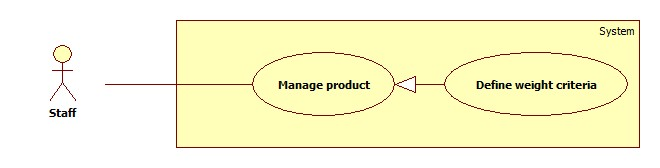 System
Manage product
Define weight criteria
Staff